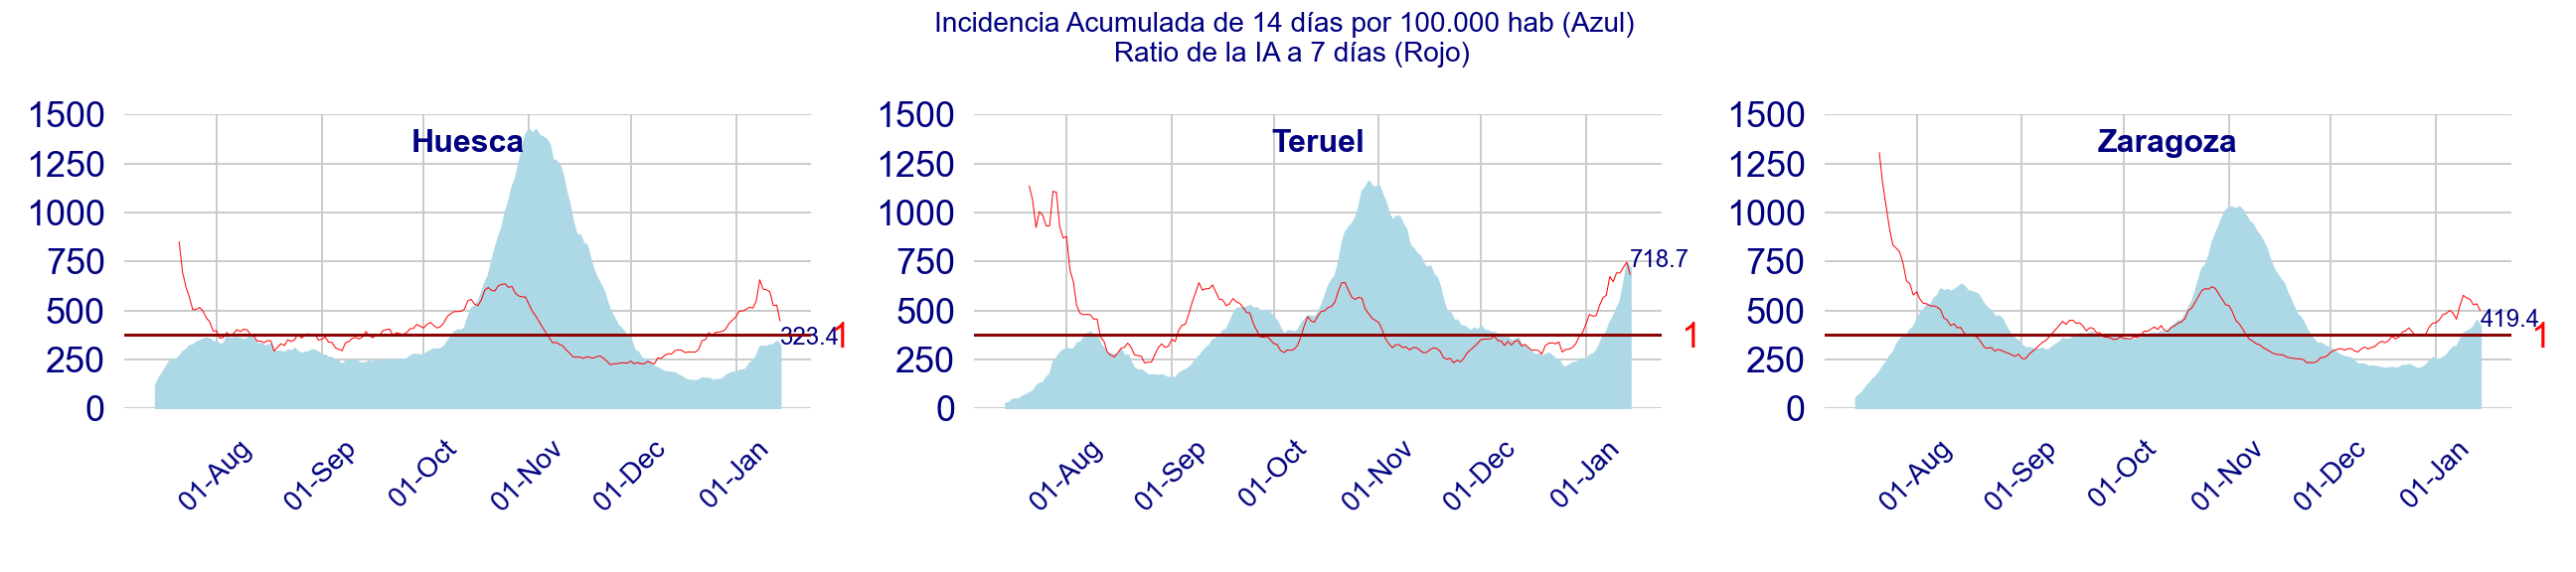 Incidencia Acumulada de 14 días por 100.000 hab (Azul)
Ratio de la IA a 7 días (Rojo)
Huesca
1500
1250
1000
750
500
250
0
323.4
1
01-Aug
01-Sep
01-Oct
01-Nov
01-Dec
01-Jan
Teruel
1500
1250
1000
750
500
250
0
718.7
1
01-Aug
01-Sep
01-Oct
01-Nov
01-Dec
01-Jan
Zaragoza
1500
1250
1000
750
500
250
0
419.4
1
01-Aug
01-Sep
01-Oct
01-Nov
01-Dec
01-Jan